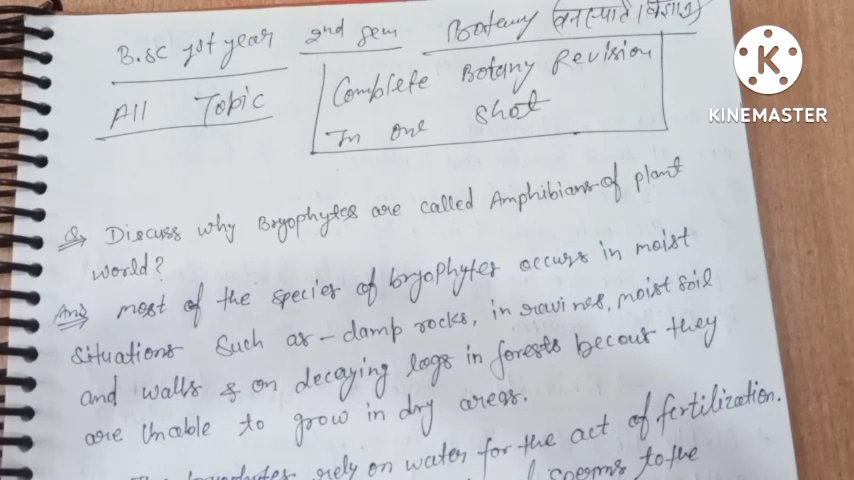 B.sc 1st year 2nd sem Botany (वनस्पति विज्ञान)
All Topic
Complete Botany Revision
In one Shot
KINEMASTER
Q⇒ Discuss why Bryophytes are called Amphibians of plant
world?
Ans⇒ most of the species of bryophytes occurs in moist
situations such as - damp rocks, in ravines, moist soil
and walls & on decaying logs in forests becous they
are Unable to grow in dry areas.
bryophytes rely on water for the act of fertilization.
sperms to the